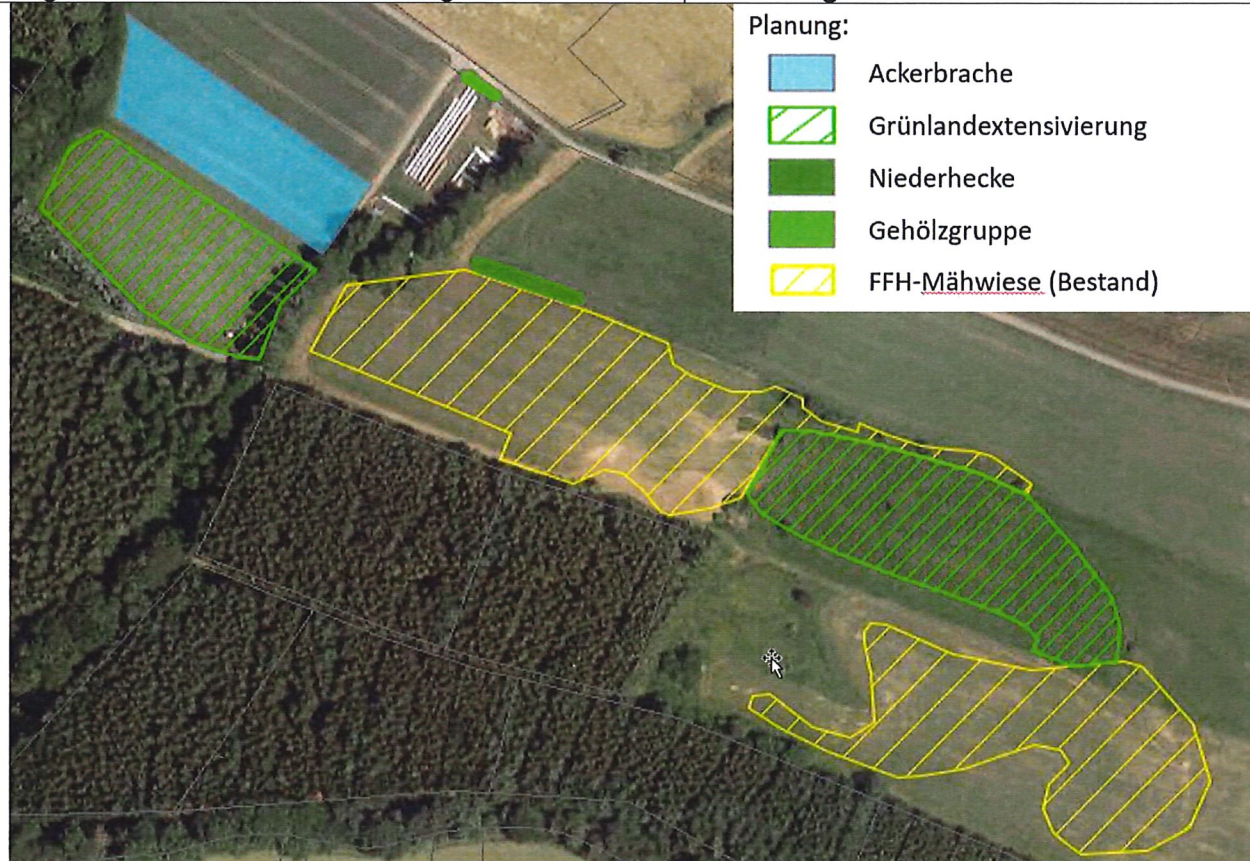 Planung:
Ackerbrache
Grünlandextensivierung
Niederhecke
Gehölzgruppe
FFH-Mähwiese (Bestand)